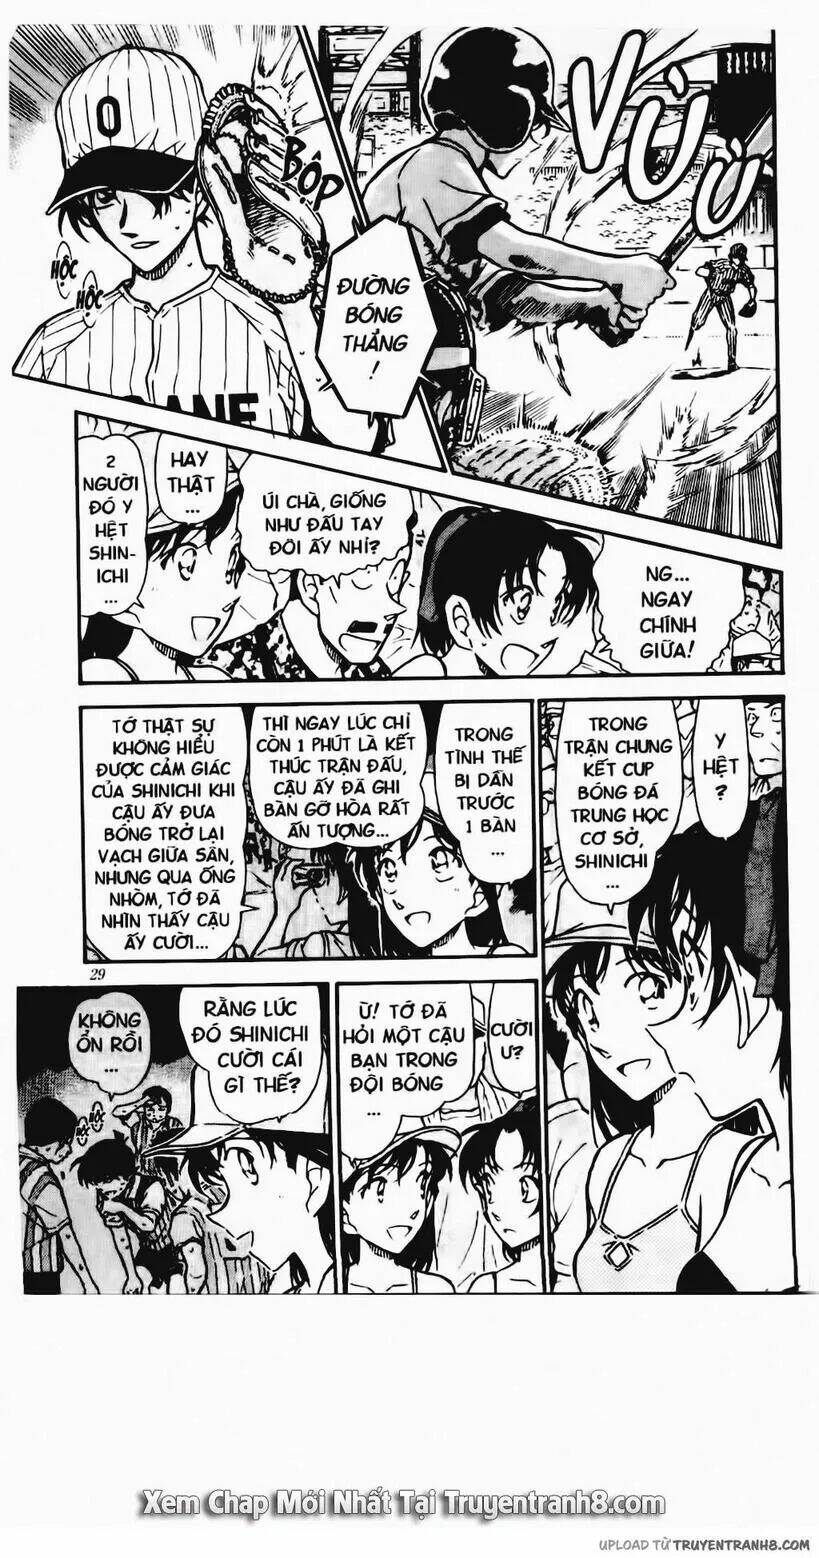 VÙ
Ù
O
BỘP
HỘC
HỘC
ĐƯỜNG
BÓNG
THẲNG
!
NG...
NGAY
CHÍNH
GIỮA!
ÚI CHÀ, GIỐNG
NHƯ ĐẤU TAY
ĐÔI ẤY NHỈ?
HAY
THẬT
...
2
NGƯỜI
ĐÓ Y
HỆT
SHIN-
ICHI
...
Y
HỆT
?
TRONG
TRẬN CHUNG
KẾT CUP
BÓNG ĐÁ
TRUNG HỌC
CƠ SỞ,
SHINICHI
...
TRONG
TÌNH THẾ
BỊ DẪN
TRƯỚC
1 BÀN
...
THÌ NGAY LÚC CHỈ
CÒN 1 PHÚT LÀ KẾT
THÚC TRẬN ĐẤU,
CẬU ẤY ĐÃ GHI
BÀN GỠ HÒA RẤT
ẤN TƯỢNG...
TỚ THẬT SỰ
KHÔNG HIỂU
ĐƯỢC CẢM GIÁC
CỦA SHINICHI KHI
CẬU ẤY ĐƯA
BÓNG TRỞ LẠI
VẠCH GIỮA SÂN,
NHƯNG QUA ỐNG
NHÒM, TỚ ĐÃ
NHÌN THẤY CẬU
ẤY CƯỜI...
29
CƯỜI
Ư?
Ừ! TỚ ĐÃ
HỎI MỘT CẬU
BẠN TRONG
ĐỘI BÓNG
...
RẰNG LÚC
ĐÓ SHINICHI
CƯỜI CÁI
GÌ THẾ?
KHÔNG
ỔN RỒI
...
Xem Chap Mới Nhất Tại Truyentranh8.com
UPLOAD TỪ TRUYENTRANH8.COM